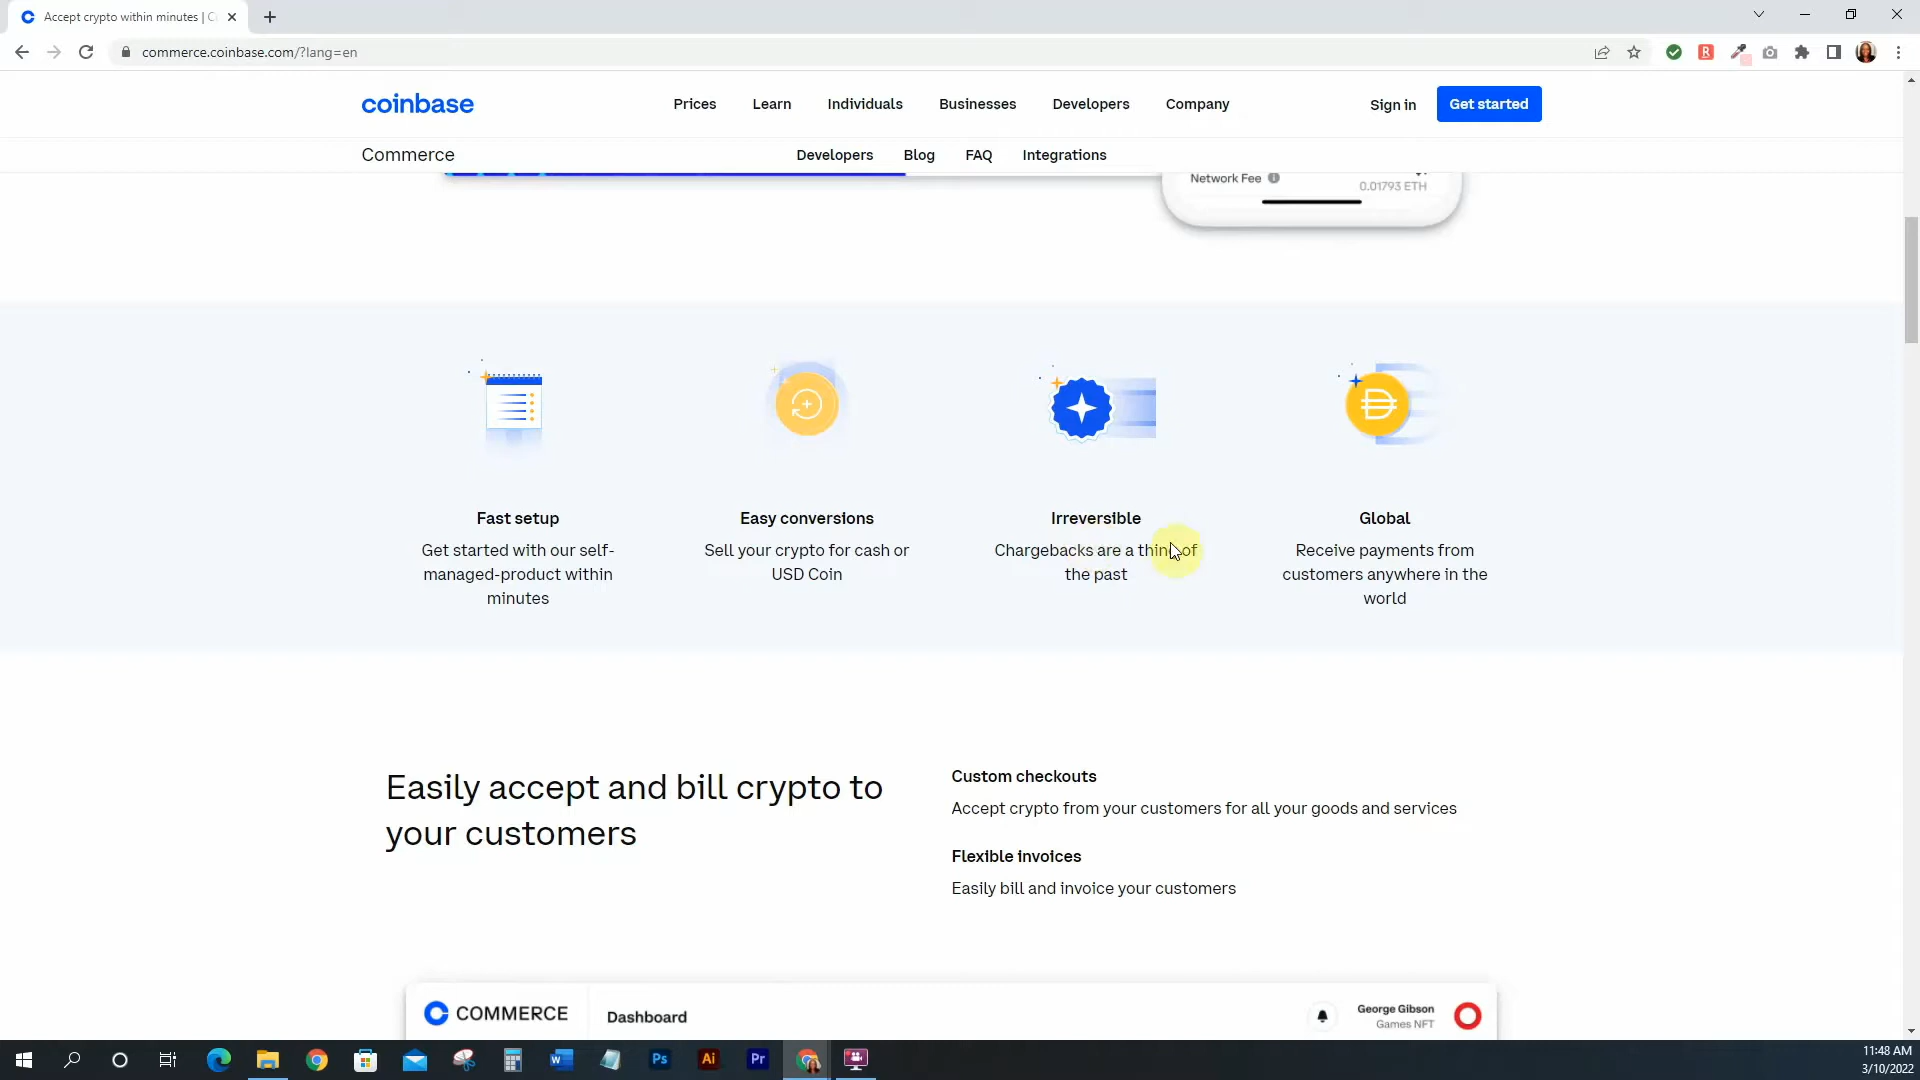 Accept crypto within minutes | C
commerce.coinbase.com/?lang=en
coinbase
Prices
Learn
Individuals
Businesses
Developers
Company
Sign in
Get started
Commerce
Developers
Blog
FAQ
Integrations
Network Fee
0.01793 ETH
Fast setup
Get started with our self-
managed-product within
minutes
Easy conversions
Sell your crypto for cash or
USD Coin
Irreversible
Chargebacks are a thing of
the past
Global
Receive payments from
customers anywhere in the
world
Easily accept and bill crypto to
your customers
Custom checkouts
Accept crypto from your customers for all your goods and services
Flexible invoices
Easily bill and invoice your customers
COMMERCE
Dashboard
George Gibson
Games NFT
Ps
Ai
Pr
11:48 AM
3/10/2022